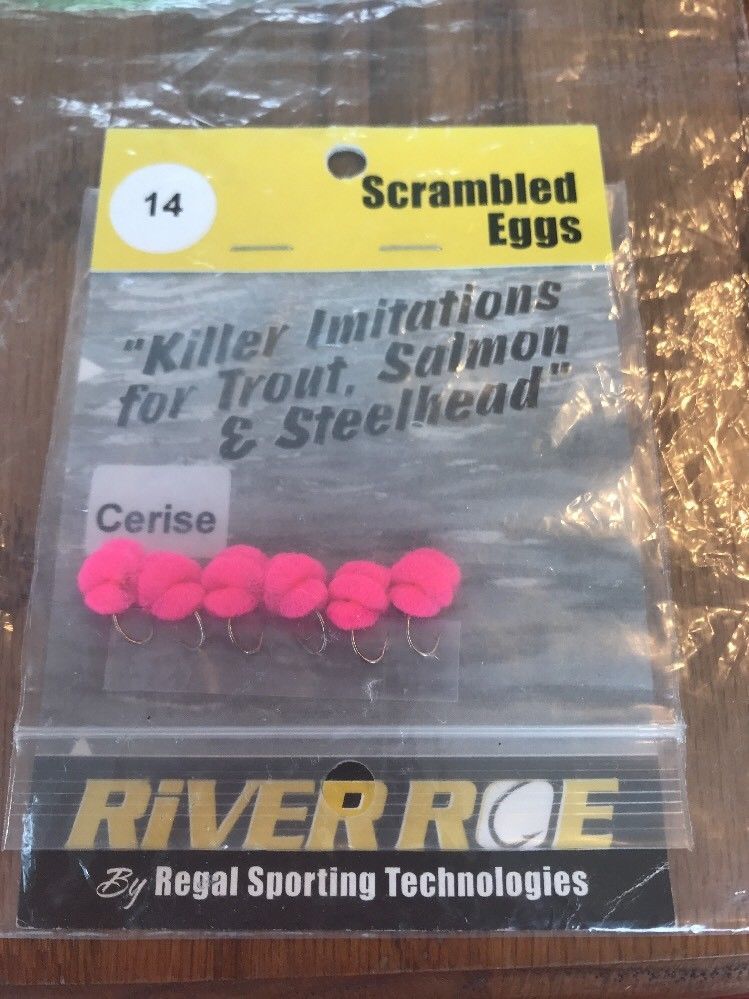 14
Scrambled
Eggs
"Killer Imitations
for Trout, Salmon
& Steelhead"
Cerise
RiVER ROE
By Regal Sporting Technologies